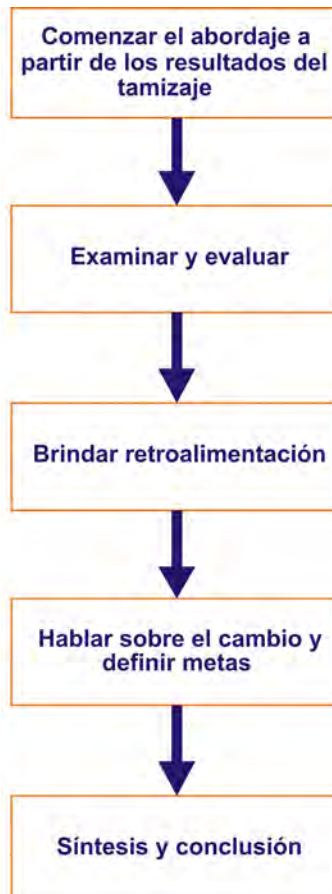 Comenzar el abordaje a
partir de los resultados del
tamizaje
Examinar y evaluar
Brindar retroalimentación
Hablar sobre el cambio y
definir metas
Síntesis y conclusión